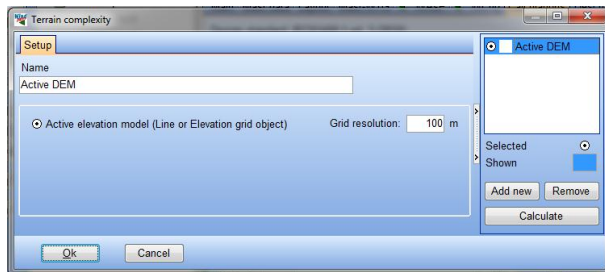 Terrain complexity
Setup
Name
Active DEM
Active elevation model (Line or Elevation grid object) Grid resolution: 100 m
Active DEM
Selected
Shown
Add new Remove
Calculate
Ok Cancel